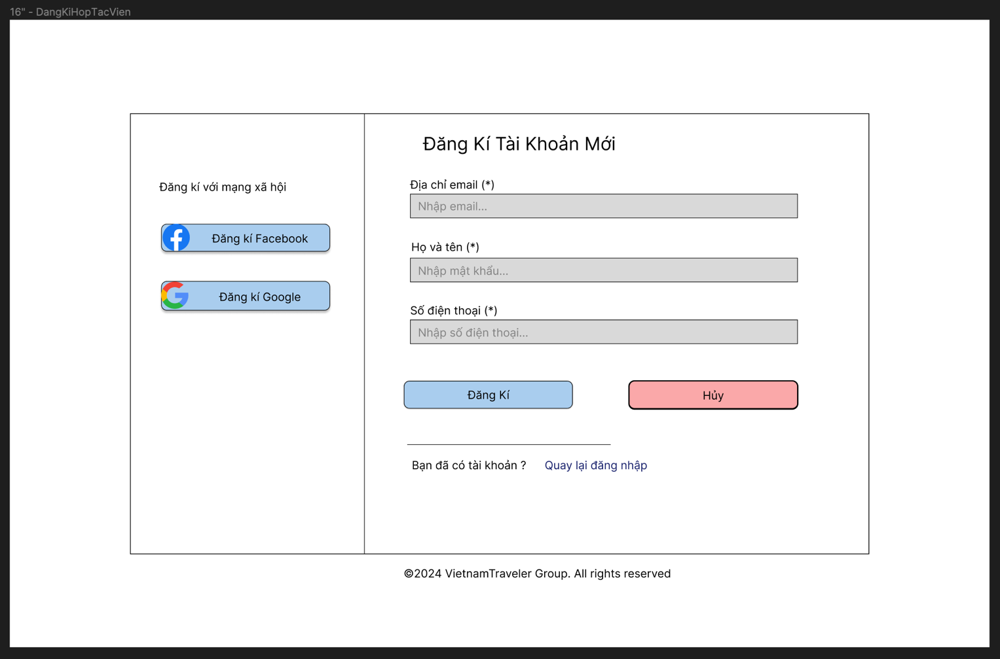 16" - DangKiHopTacVien
Đăng kí với mạng xã hội
Đăng kí Facebook
Đăng kí Google
Đăng Kí Tài Khoản Mới
Địa chỉ email (*)
Nhập email...
Họ và tên (*)
Nhập mật khẩu...
Số điện thoại (*)
Nhập số điện thoại...
Đăng Kí
Hủy
Bạn đã có tài khoản ? Quay lại đăng nhập
©2024 VietnamTraveler Group. All rights reserved